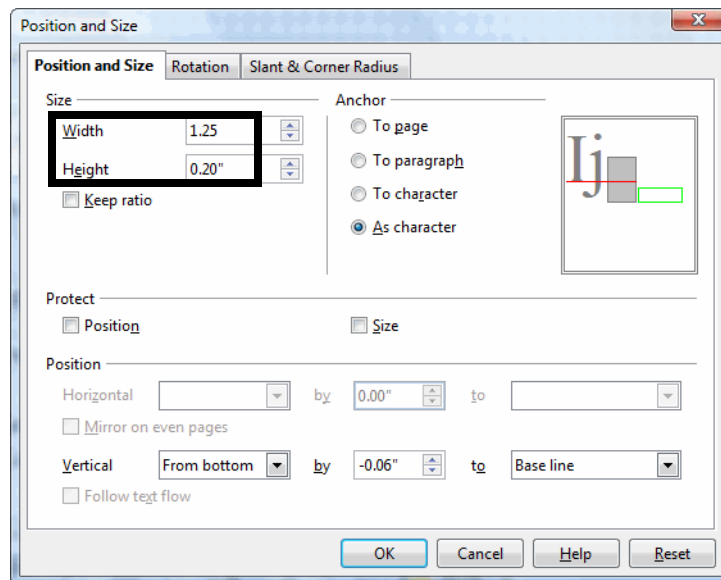 Position and Size
Position and Size Rotation Slant & Corner Radius
Size Anchor
Width 1.25 To page
Height 0.20" To paragraph
Keep ratio To character
As character
Ij
Protect
Position Size
Position
Horizontal by 0.00" to
Mirror on even pages
Vertical From bottom by -0.06" to Base line
Follow text flow
OK Cancel Help Reset